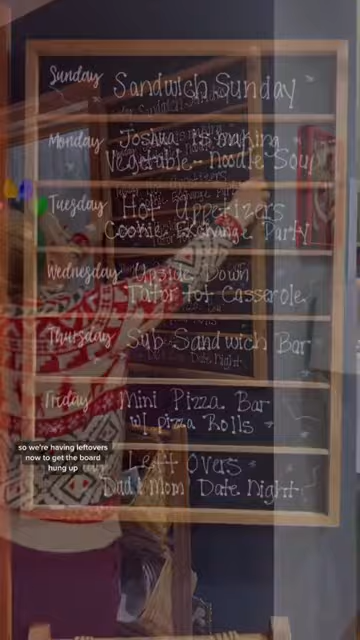 Sunday
Sandwich Sunday
Monday
Joshua is making
Vegetable Noodle Soup
Tuesday
Hot Appetizers
Cookie Exchange Party
Wednesday
Upside Down
Tator tot Casserole
Thursday
Sub Sandwich Bar
Date Night
Friday
Mini Pizza Bar
w/ pizza Rolls
so we're having leftovers
now to get the board
hung up
Left Overs
Dad & Mom Date Night